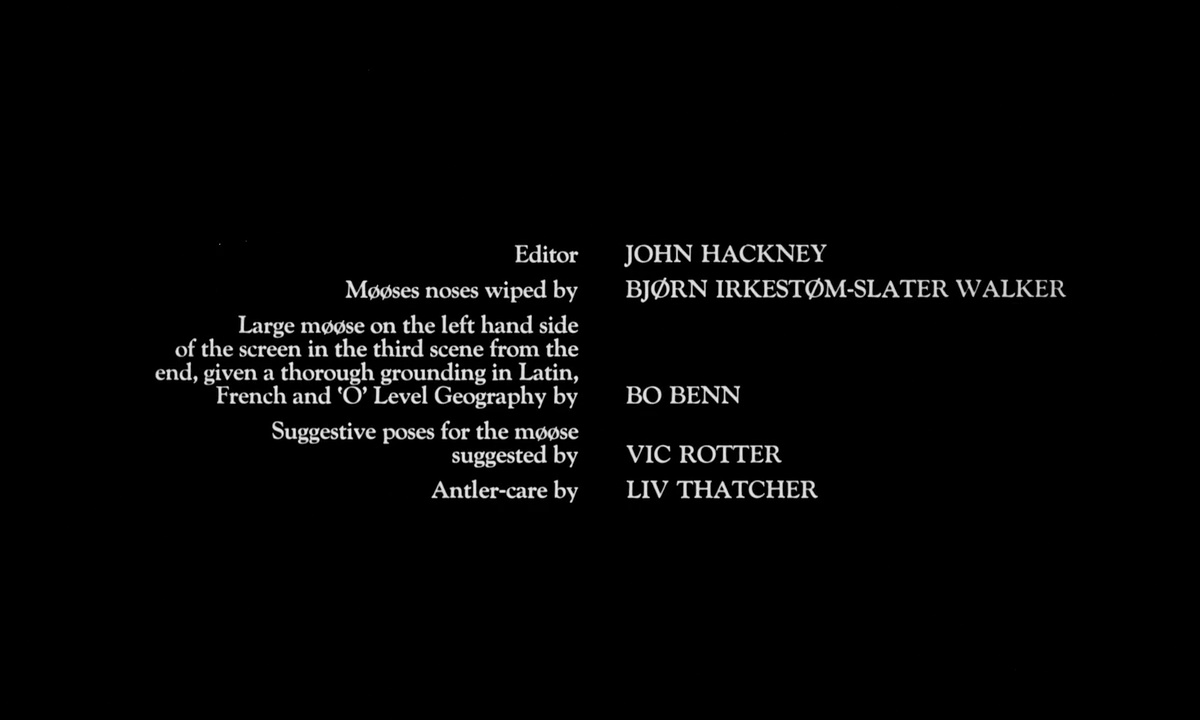 Editor JOHN HACKNEY
Møøses noses wiped by BJØRN IRKESTØM-SLATER WALKER
Large møøse on the left hand side
of the screen in the third scene from the
end, given a thorough grounding in Latin,
French and ‘O’ Level Geography by BO BENN
Suggestive poses for the møøse
suggested by VIC ROTTER
Antler-care by LIV THATCHER